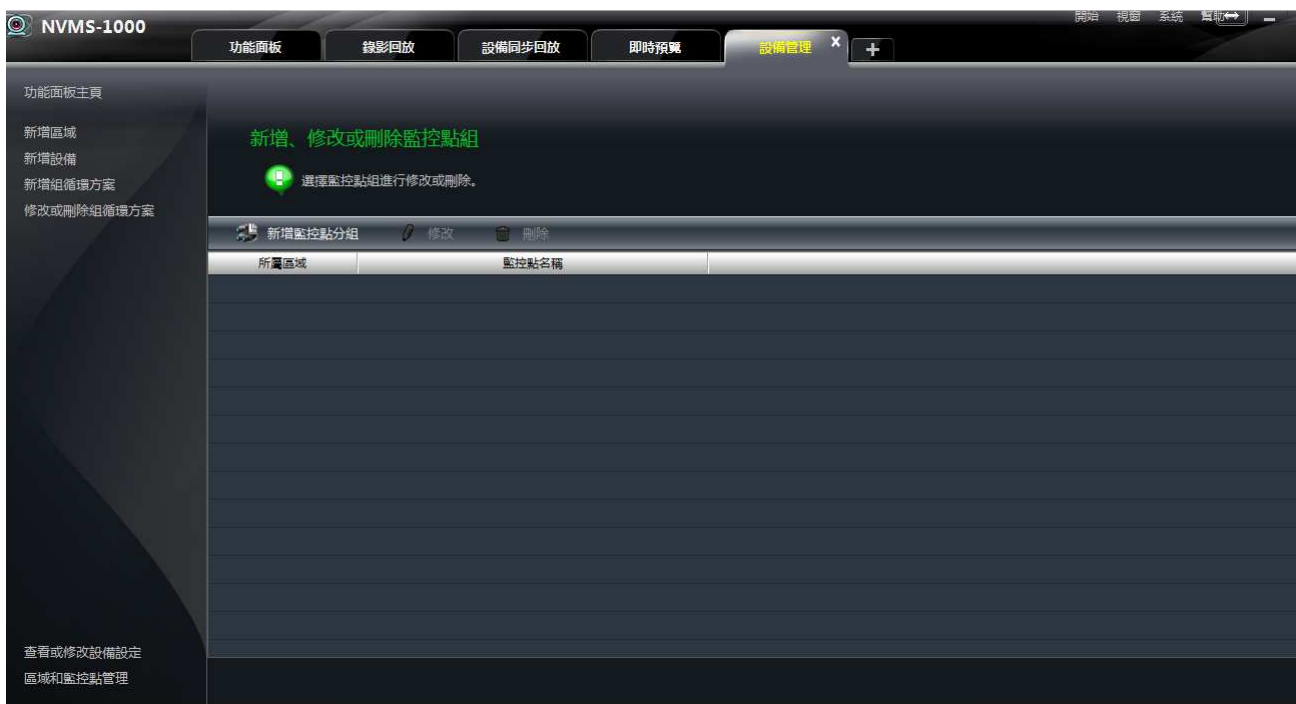 NVMS-1000
開始 視窗 系統 幫助
功能面板 錄影回放 設備同步回放 即時預覽 設備管理 x +
功能面板主頁
新增區域
新增設備
新增組循環方案
修改或刪除組循環方案
新增、修改或刪除監控點組
選擇監控點組進行修改或刪除。
新增監控點分組 修改 刪除
所屬區域 監控點名稱
查看或修改設備設定
區域和監控點管理